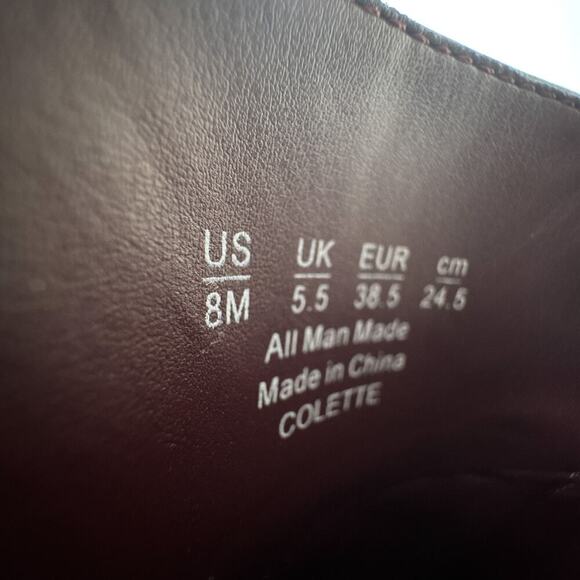 US UK EUR cm
8M 5.5 38.5 24.5
All Man Made
Made in China
COLETTE